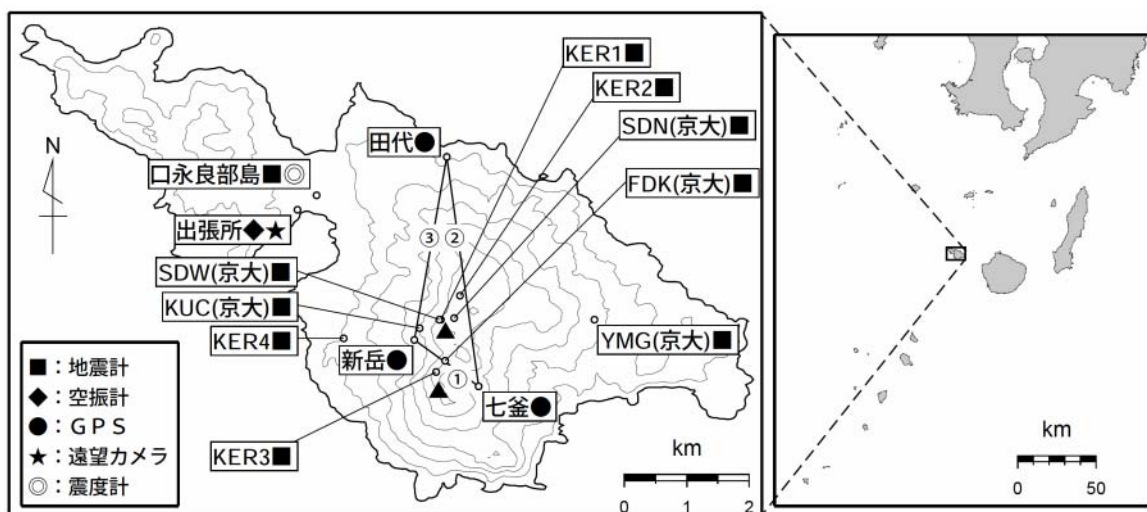 KER1■
KER2■
SDN(京大)■
田代●
FDK(京大)■
N
口永良部島■◎
出張所◆★
③ ②
SDW(京大)■
KUC(京大)■
KER4■
新岳●
YMG(京大)■
①
七釜●
KER3■
■：地震計
◆：空振計
●：ＧＰＳ
★：遠望カメラ
◎：震度計
km
0 1 2
km
0 50